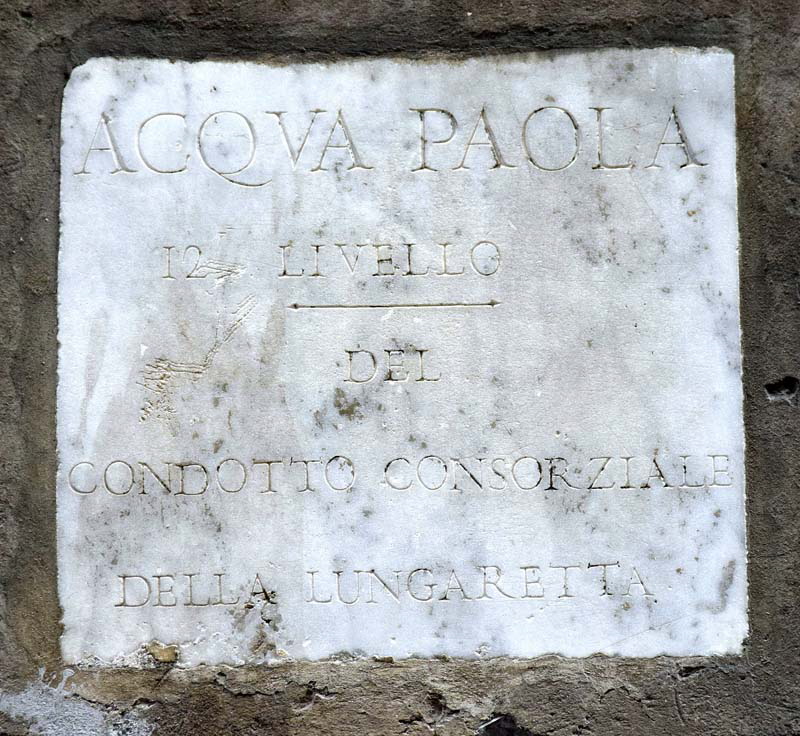 ACQVA PAOLA
12 LIVELLO
DEL
CONDOTTO CONSORZIALE
DELLA LUNGARETTA